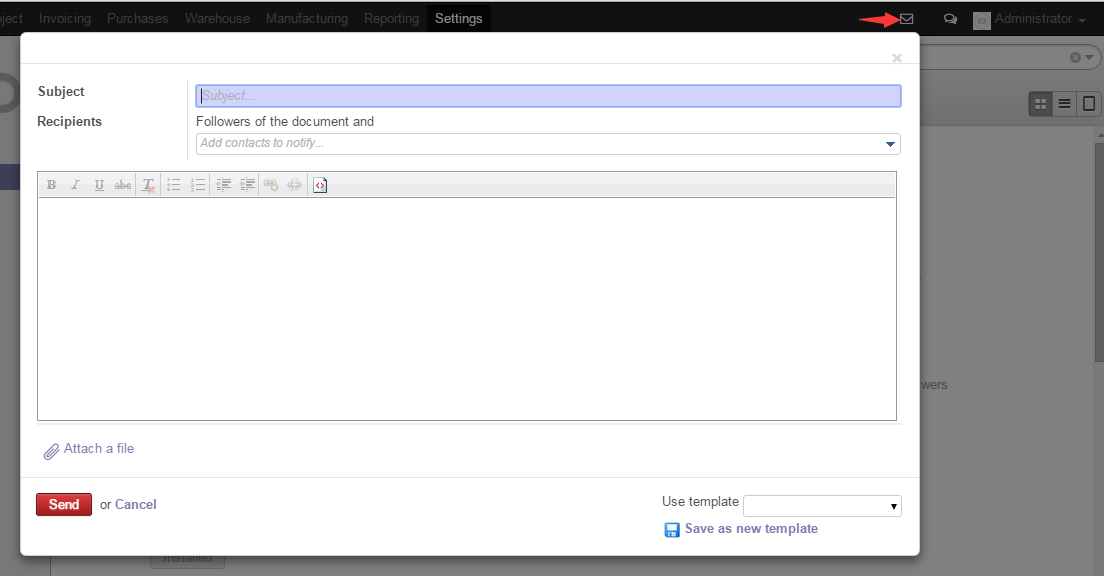 ject Invoicing Purchases Warehouse Manufacturing Reporting Settings Administrator
Subject
Subject...
Recipients
Followers of the document and
Add contacts to notify...
B I U abc T
wers
Attach a file
Send or Cancel
Use template
Save as new template
Installed